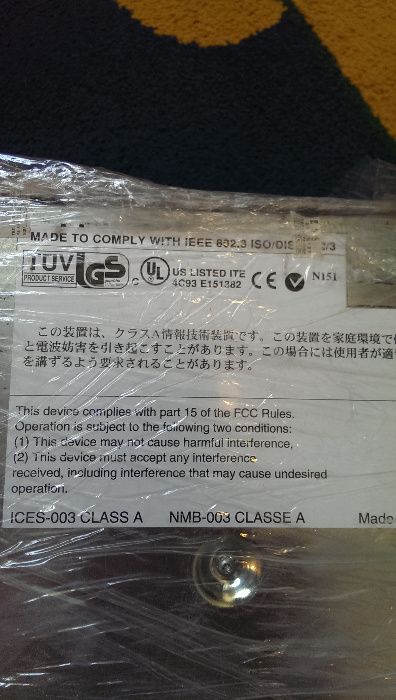 MADE TO COMPLY WITH IEEE 802.3 ISO/DIS /3
TUV
PRODUCT SERVICE
GS
C UL US LISTED ITE
4C93 E151382
CE
N151
この装置は、クラスA情報技術装置です。この装置を家庭環境で
と電波妨害を引き起こすことがあります。この場合には使用者が適
を講ずるよう要求されることがあります。
This device complies with part 15 of the FCC Rules.
Operation is subject to the following two conditions:
(1) This device may not cause harmful interference,
(2) This device must accept any interference
received, including interference that may cause undesired
operation.
ICES-003 CLASS A NMB-003 CLASSE A Made